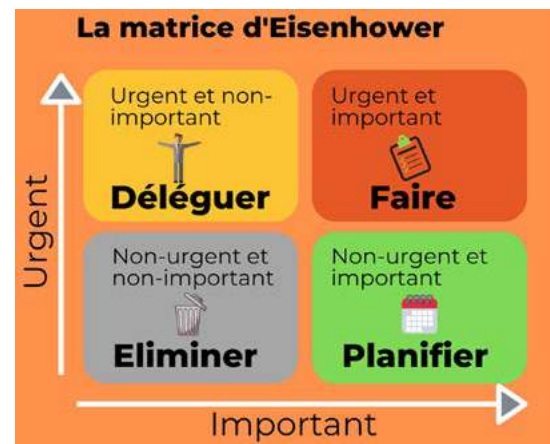 La matrice d'Eisenhower
Urgent et non-
important
Déléguer
Urgent et
important
Faire
Non-urgent et
non-important
Eliminer
Non-urgent et
important
Planifier
Urgent
Important